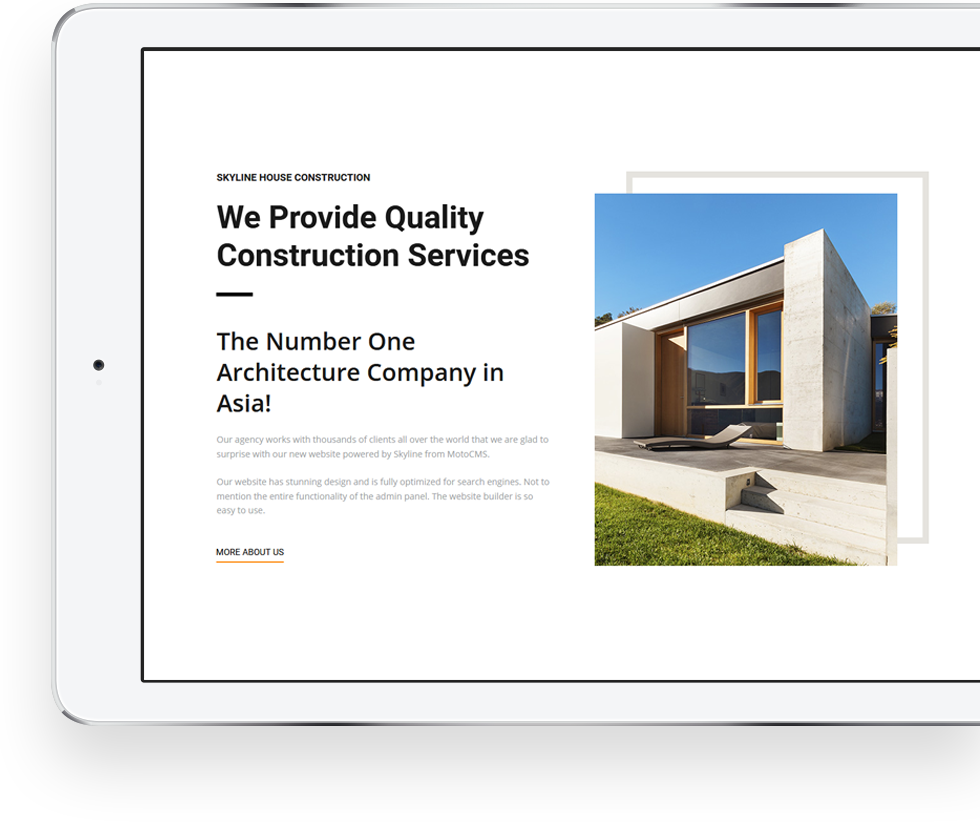 SKYLINE HOUSE CONSTRUCTION
We Provide Quality
Construction Services
The Number One
Architecture Company in
Asia!
Our agency works with thousands of clients all over the world that we are glad to
surprise with our new website powered by Skyline from MotoCMS.
Our website has stunning design and is fully optimized for search engines. Not to
mention the entire functionality of the admin panel. The website builder is so
easy to use.
MORE ABOUT US